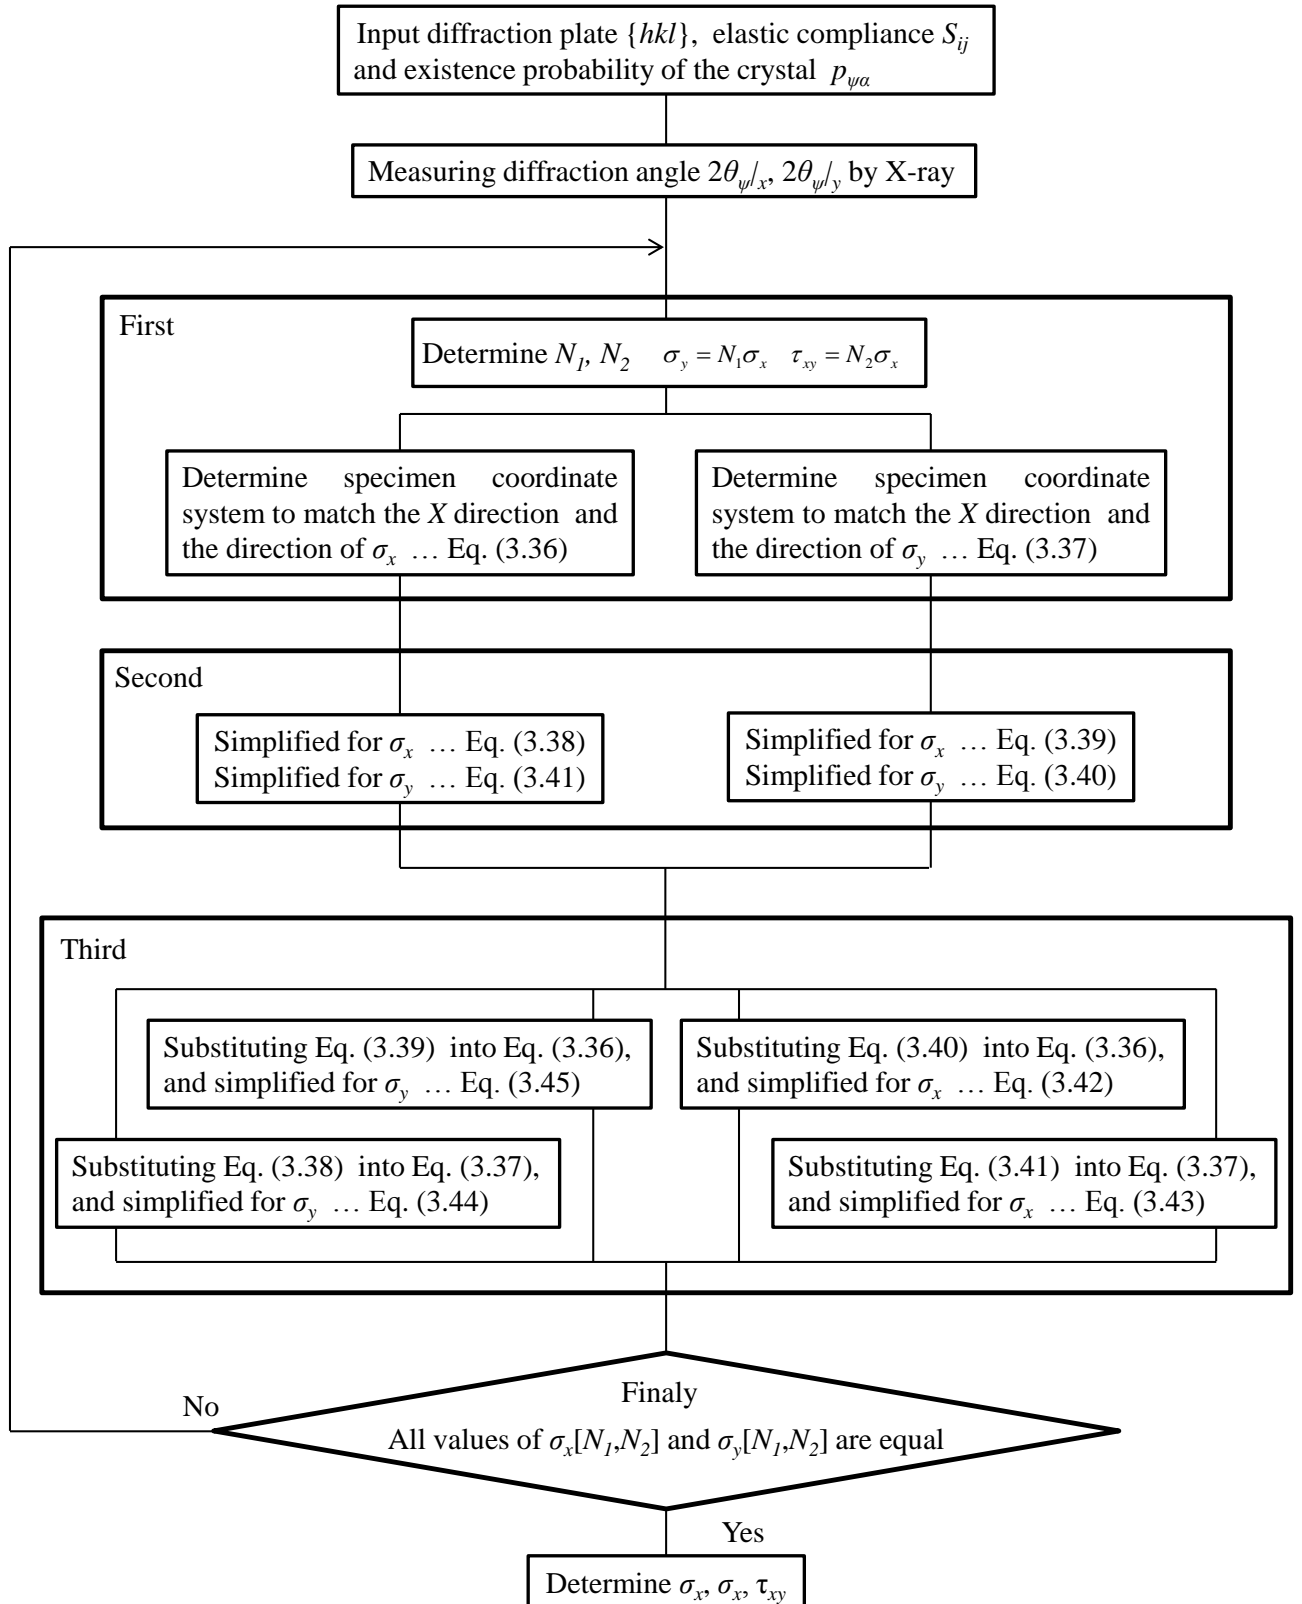 Input diffraction plate {hkl}, elastic compliance S_ij
and existence probability of the crystal p_ψα
Measuring diffraction angle 2θ_ψ/_x, 2θ_ψ/_y by X-ray
First
Determine N_1, N_2 σ_y = N_1σ_x τ_xy = N_2σ_x
Determine specimen coordinate
system to match the X direction and
the direction of σ_x … Eq. (3.36)
Determine specimen coordinate
system to match the X direction and
the direction of σ_y … Eq. (3.37)
Second
Simplified for σ_x … Eq. (3.38)
Simplified for σ_y … Eq. (3.41)
Simplified for σ_x … Eq. (3.39)
Simplified for σ_y … Eq. (3.40)
Third
Substituting Eq. (3.39) into Eq. (3.36),
and simplified for σ_y … Eq. (3.45)
Substituting Eq. (3.40) into Eq. (3.36),
and simplified for σ_x … Eq. (3.42)
Substituting Eq. (3.38) into Eq. (3.37),
and simplified for σ_y … Eq. (3.44)
Substituting Eq. (3.41) into Eq. (3.37),
and simplified for σ_x … Eq. (3.43)
No
Finaly
All values of σ_x[N_1,N_2] and σ_y[N_1,N_2] are equal
Yes
Determine σ_x, σ_x, τ_xy